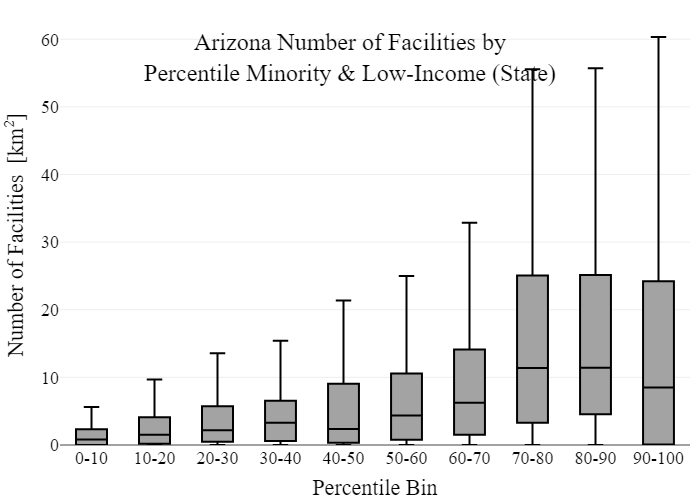 Arizona Number of Facilities by
Percentile Minority & Low-Income (State)
Number of Facilities [km²]
60
50
40
30
20
10
0
0-10 10-20 20-30 30-40 40-50 50-60 60-70 70-80 80-90 90-100
Percentile Bin